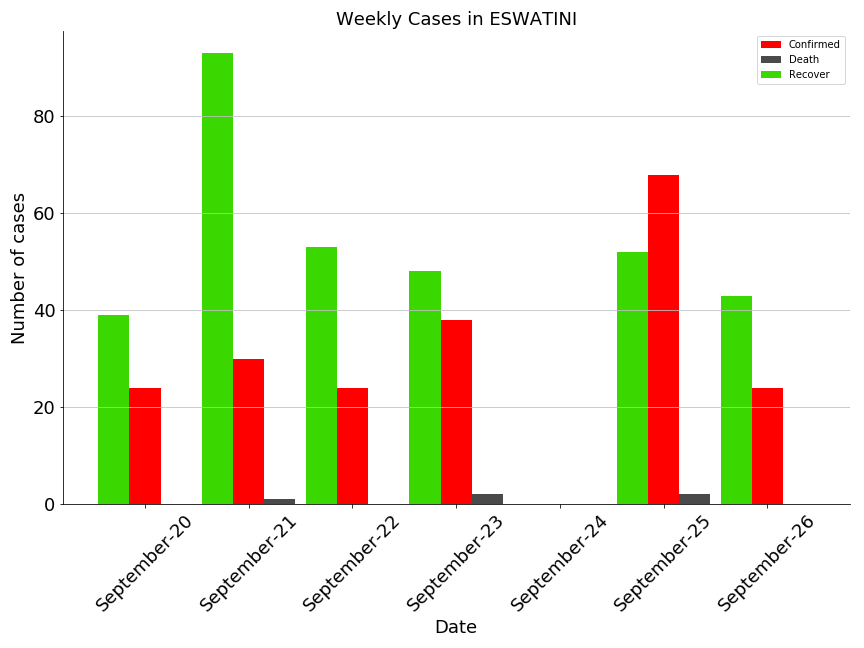 Weekly Cases in ESWATINI
Confirmed
Death
Recover
Number of cases
80
60
40
20
0
September-20
September-21
September-22
September-23
September-24
September-25
September-26
Date